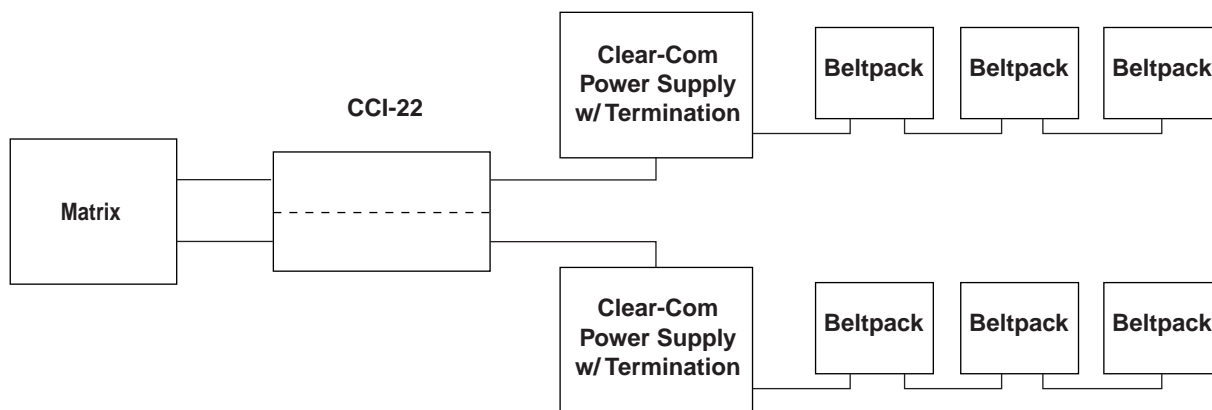 Clear-Com
Power Supply
w/ Termination
Beltpack
Beltpack
Beltpack
CCI-22
Matrix
Clear-Com
Power Supply
w/ Termination
Beltpack
Beltpack
Beltpack